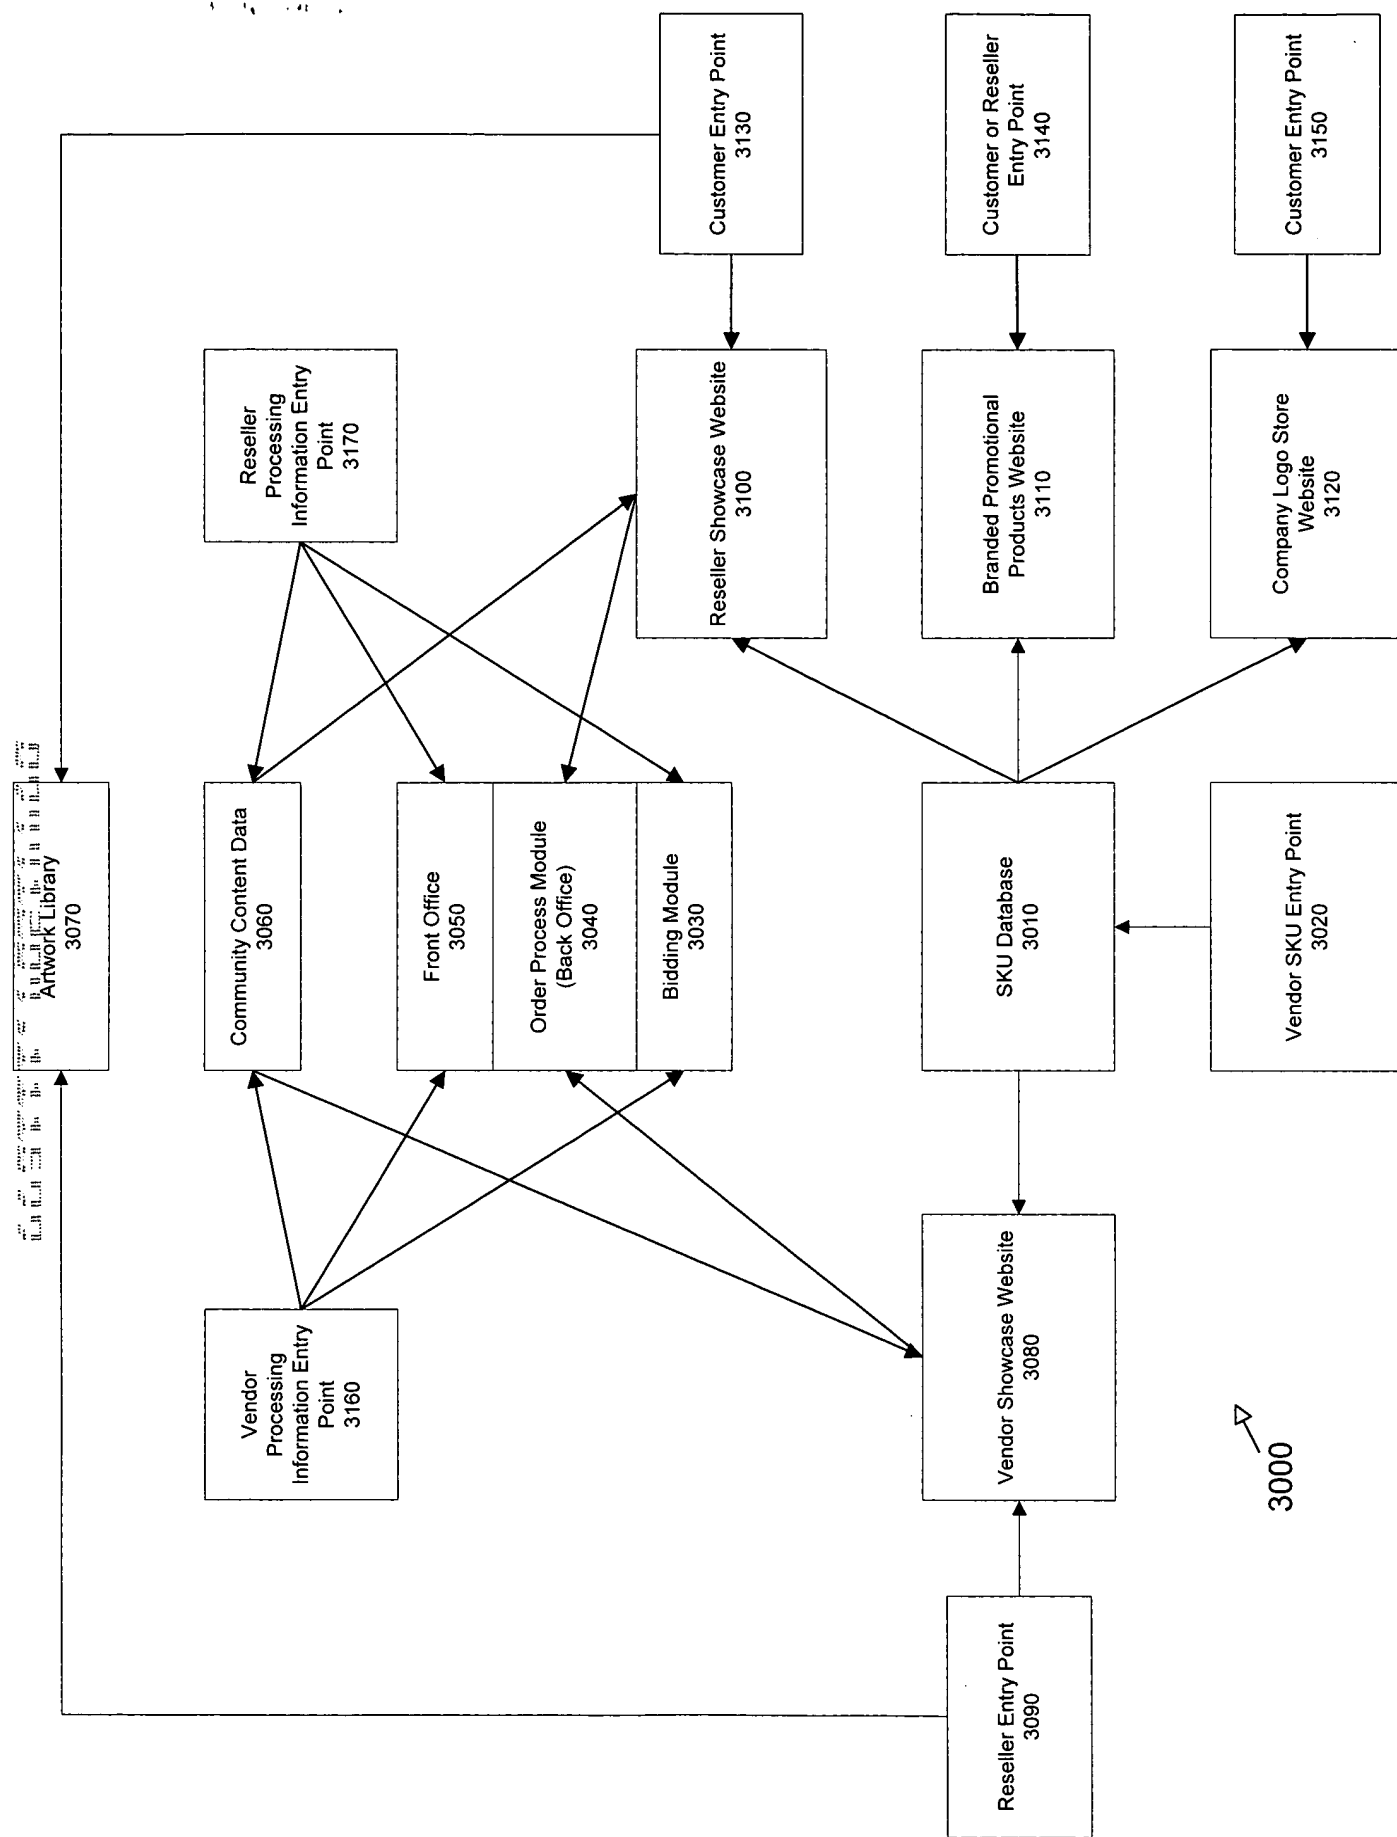 Artwork Library
3070
Vendor
Processing
Information Entry
Point
3160
Reseller
Processing
Information Entry
Point
3170
Community Content Data
3060
Front Office
3050
Order Process Module
(Back Office)
3040
Bidding Module
3030
Reseller Entry Point
3090
Vendor Showcase Website
3080
SKU Database
3010
Vendor SKU Entry Point
3020
Reseller Showcase Website
3100
Customer Entry Point
3130
Branded Promotional
Products Website
3110
Customer or Reseller
Entry Point
3140
Company Logo Store
Website
3120
Customer Entry Point
3150
3000